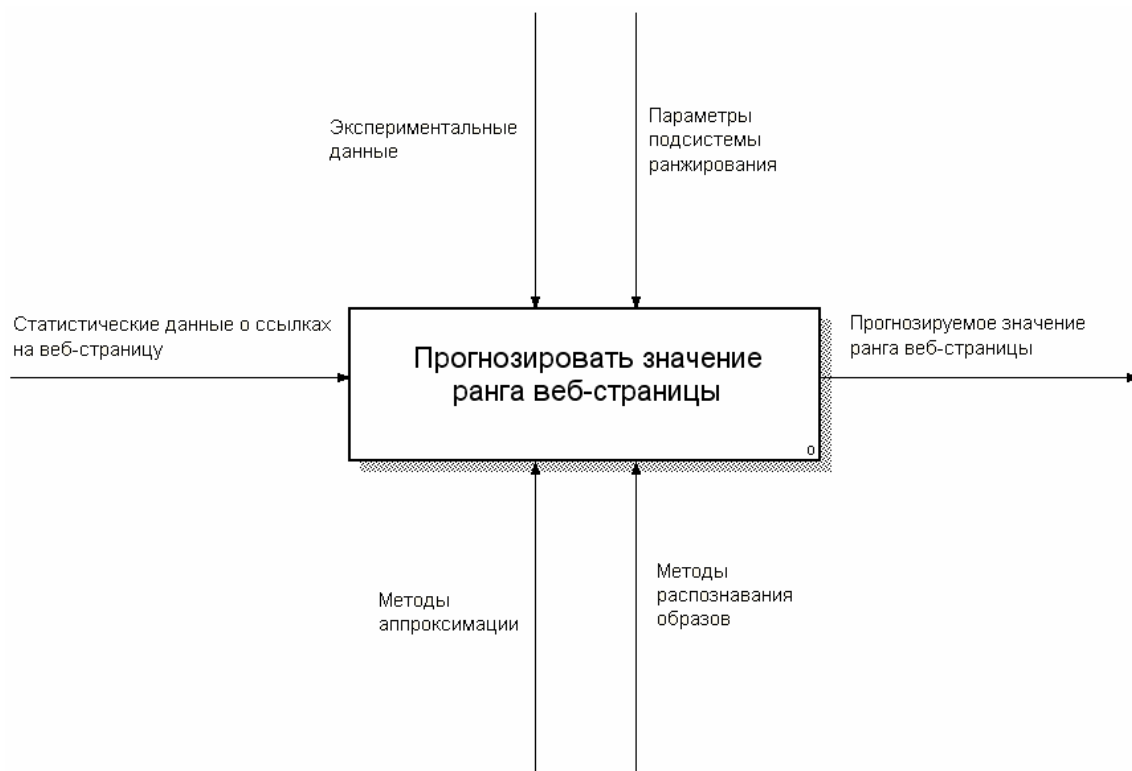 Экспериментальные
данные
Параметры
подсистемы
ранжирования
Статистические данные о ссылках
на веб-страницу
Прогнозировать значение
ранга веб-страницы
0
Прогнозируемое значение
ранга веб-страницы
Методы
аппроксимации
Методы
распознавания
образов